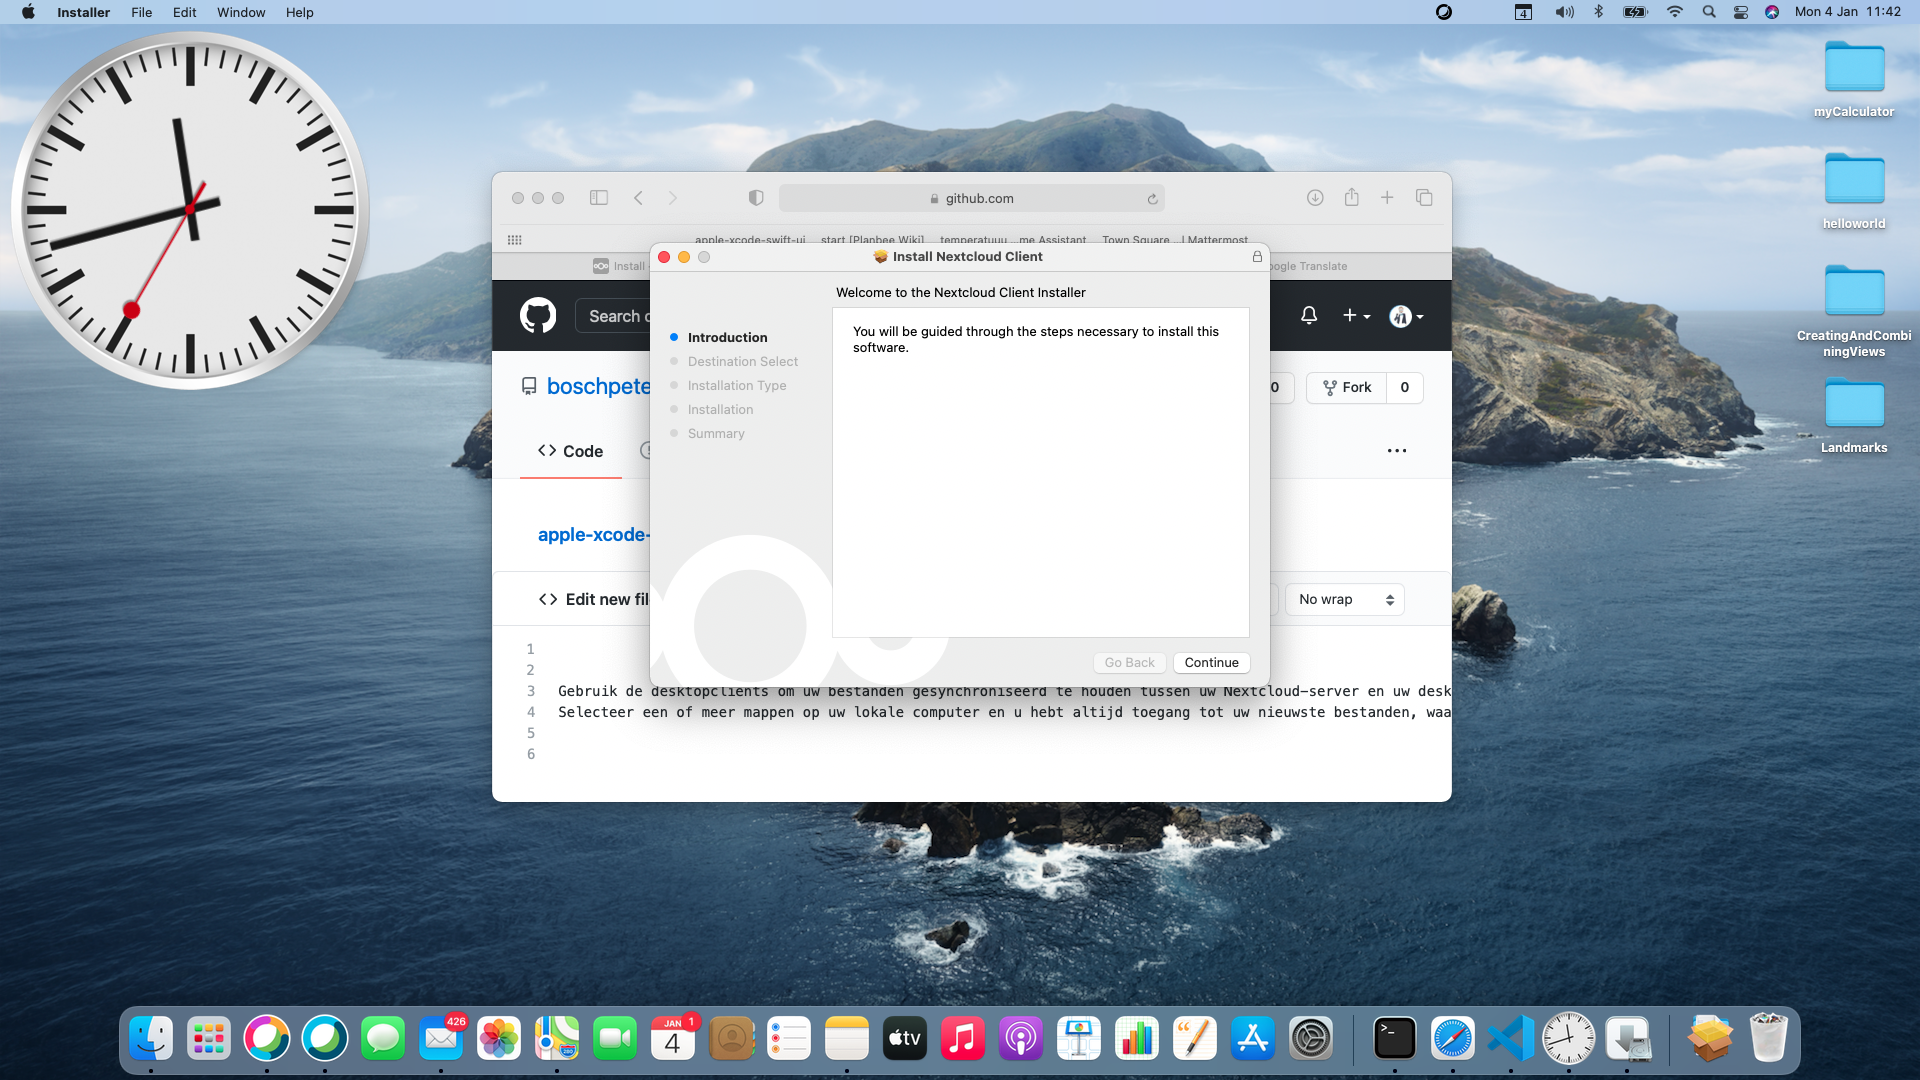 Installer File Edit Window Help
4 Mon 4 Jan 11:42
myCalculator
helloworld
CreatingAndCombi
ningViews
Landmarks
github.com
apple-xcode-swift-ui start [Planbee Wiki] temperatuuu me Assistant Town Square
Mattermost
Install
oogle Translate
Install Nextcloud Client
Welcome to the Nextcloud Client Installer
You will be guided through the steps necessary to install this
software.
Introduction
Destination Select
Installation Type
Installation
Summary
Go Back Continue
Search
boschpete
0 Fork 0
Code
apple-xcode-
Edit new fil
No wrap
1
2
3 Gebruik de desktopclients om uw bestanden gesynchroniseerd te houden tussen uw Nextcloud-server en uw desk
4 Selecteer een of meer mappen op uw lokale computer en u hebt altijd toegang tot uw nieuwste bestanden, waa
5
6
426
JAN
4
1
280
tv
>_